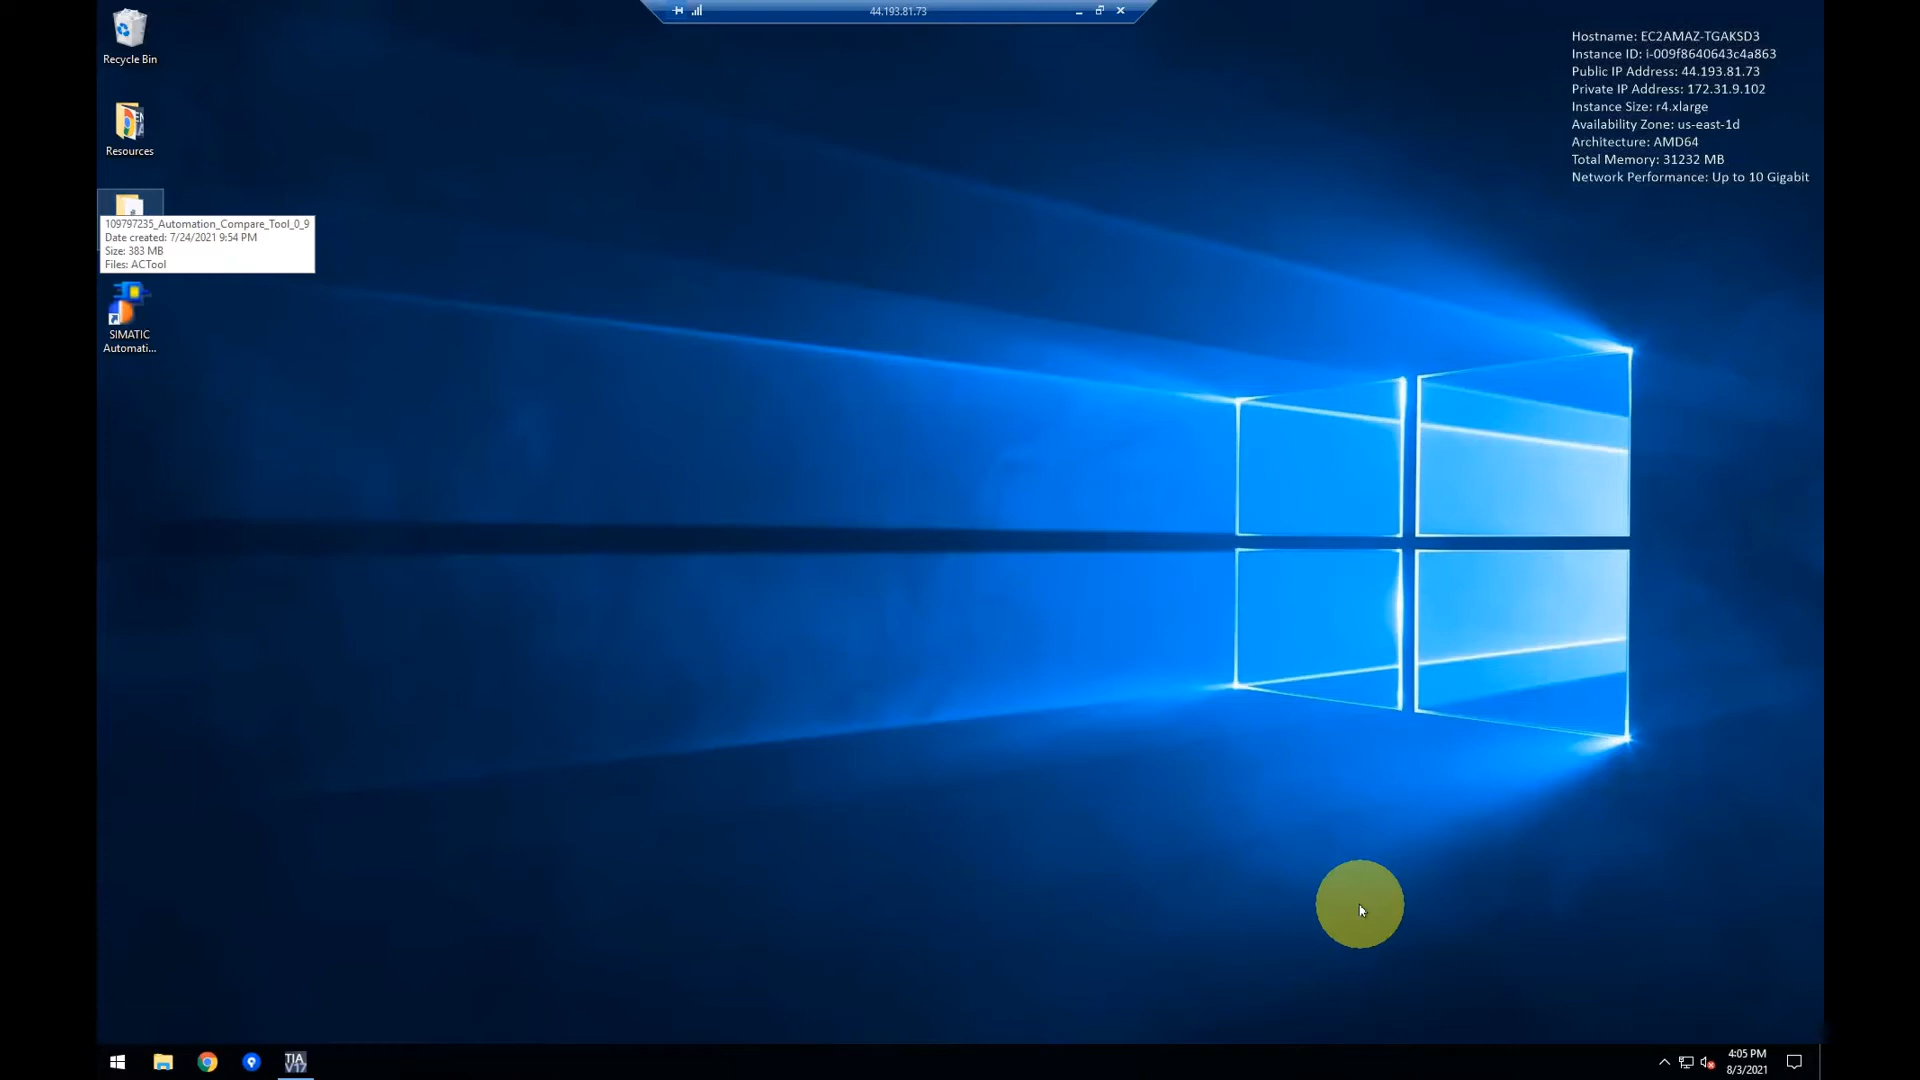 44.193.81.73
Hostname: EC2AMAZ-TGAKSD3
Instance ID: i-009f8640643c4a863
Public IP Address: 44.193.81.73
Private IP Address: 172.31.9.102
Instance Size: r4.xlarge
Availability Zone: us-east-1d
Architecture: AMD64
Total Memory: 31232 MB
Network Performance: Up to 10 Gigabit
Recycle Bin
Resources
109797235_Automation_Compare_Tool_0_9
Date created: 7/24/2021 9:54 PM
Size: 383 MB
Files: ACTool
SIMATIC
Automati...
TIA
V17
4:05 PM
8/3/2021